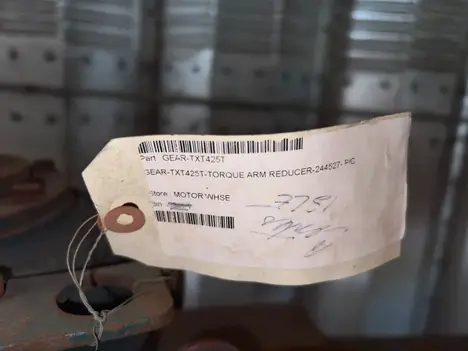 Part: GEAR-TXT425T
GEAR-TXT425T-TORQUE ARM REDUCER-244527- P/C
Store: MOTOR WHSE